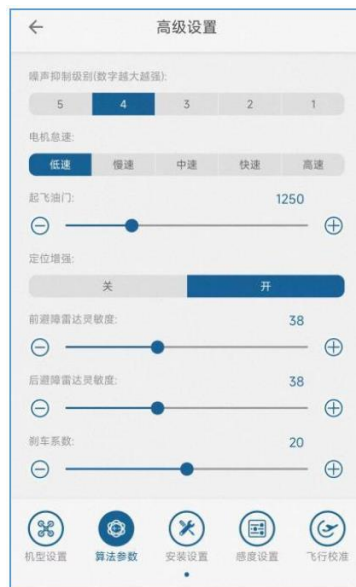 高级设置
噪声抑制级别(数字越大越强):
5 4 3 2 1
电机怠速:
低速 慢速 中速 快速 高速
起飞油门: 1250
定位增强:
关 开
前避障雷达灵敏度: 38
后避障雷达灵敏度: 38
刹车系数: 20
机型设置 算法参数 安装设置 感度设置 飞行校准